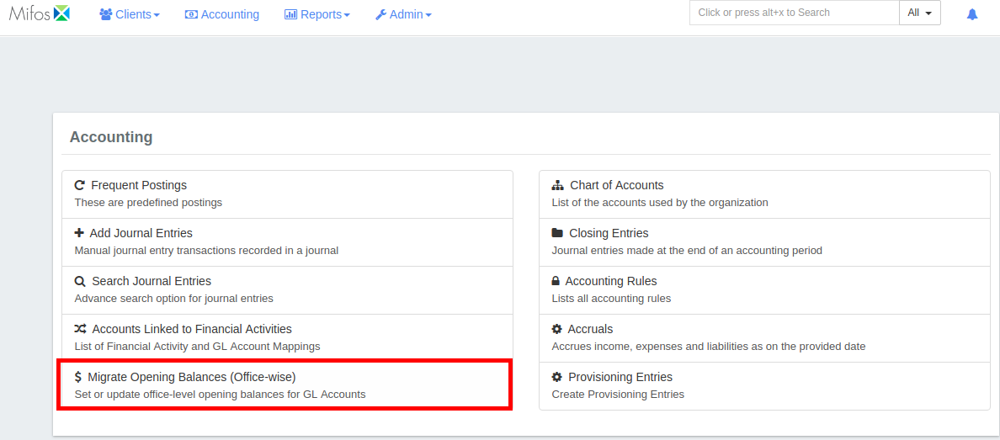 Mifos Clients Accounting Reports Admin Click or press alt+x to Search All
Accounting
Frequent Postings
These are predefined postings
Add Journal Entries
Manual journal entry transactions recorded in a journal
Search Journal Entries
Advance search option for journal entries
Accounts Linked to Financial Activities
List of Financial Activity and GL Account Mappings
$ Migrate Opening Balances (Office-wise)
Set or update office-level opening balances for GL Accounts
Chart of Accounts
List of the accounts used by the organization
Closing Entries
Journal entries made at the end of an accounting period
Accounting Rules
Lists all accounting rules
Accruals
Accrues income, expenses and liabilities as on the provided date
Provisioning Entries
Create Provisioning Entries